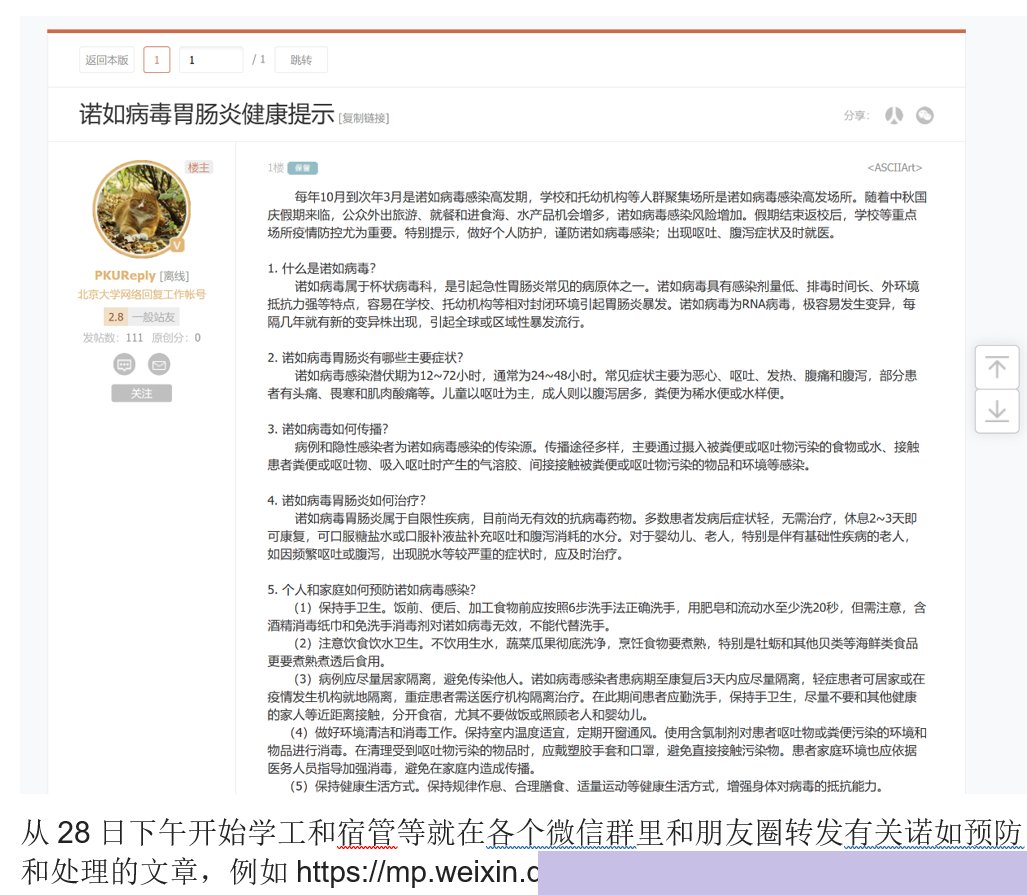 返回本版 1 1 / 1 跳转
诺如病毒胃肠炎健康提示 [复制链接] 分享:
楼主
V
PKUReply [离线]
北京大学网络回复工作帐号
2.8 一般站友
发帖数: 111 原创分: 0
关注
1楼 保留 <ASCIIArt>
每年10月到次年3月是诺如病毒感染高发期，学校和托幼机构等人群聚集场所是诺如病毒感染高发场所。随着中秋国
庆假期来临，公众外出旅游、就餐和进食海、水产品机会增多，诺如病毒感染风险增加。假期结束返校后，学校等重点
场所疫情防控尤为重要。特别提示，做好个人防护，谨防诺如病毒感染；出现呕吐、腹泻症状及时就医。
1. 什么是诺如病毒?
诺如病毒属于杯状病毒科，是引起急性胃肠炎常见的病原体之一。诺如病毒具有感染剂量低、排毒时间长、外环境
抵抗力强等特点，容易在学校、托幼机构等相对封闭环境引起胃肠炎暴发。诺如病毒为RNA病毒，极容易发生变异，每
隔几年就有新的变异株出现，引起全球或区域性暴发流行。
2. 诺如病毒胃肠炎有哪些主要症状?
诺如病毒感染潜伏期为12~72小时，通常为24~48小时。常见症状主要为恶心、呕吐、发热、腹痛和腹泻，部分患
者有头痛、畏寒和肌肉酸痛等。儿童以呕吐为主，成人则以腹泻居多，粪便为稀水便或水样便。
3. 诺如病毒如何传播?
病例和隐性感染者为诺如病毒感染的传染源。传播途径多样，主要通过摄入被粪便或呕吐物污染的食物或水、接触
患者粪便或呕吐物、吸入呕吐时产生的气溶胶、间接接触被粪便或呕吐物污染的物品和环境等感染。
4. 诺如病毒胃肠炎如何治疗?
诺如病毒胃肠炎属于自限性疾病，目前尚无有效的抗病毒药物。多数患者发病后症状轻，无需治疗，休息2~3天即
可康复，可口服糖盐水或口服补液盐补充呕吐和腹泻消耗的水分。对于婴幼儿、老人，特别是伴有基础性疾病的老人，
如因频繁呕吐或腹泻，出现脱水等较严重的症状时，应及时治疗。
5. 个人和家庭如何预防诺如病毒感染?
（1）保持手卫生。饭前、便后、加工食物前应按照6步洗手法正确洗手，用肥皂和流动水至少洗20秒，但需注意，含
酒精消毒纸巾和免洗手消毒剂对诺如病毒无效，不能代替洗手。
（2）注意饮食饮水卫生。不饮用生水，蔬菜瓜果彻底洗净，烹饪食物要煮熟，特别是牡蛎和其他贝类等海鲜类食品
更要煮熟煮透后食用。
（3）病例应尽量居家隔离，避免传染他人。诺如病毒感染者患病期至康复后3天内应尽量隔离，轻症患者可居家或在
疫情发生机构就地隔离，重症患者需送医疗机构隔离治疗。在此期间患者应勤洗手，保持手卫生，尽量不要和其他健康
的家人等近距离接触，分开食宿，尤其不要做饭或照顾老人和婴幼儿。
（4）做好环境清洁和消毒工作。保持室内温度适宜，定期开窗通风。使用含氯制剂对患者呕吐物或粪便污染的环境和
物品进行消毒。在清理受到呕吐物污染的物品时，应戴塑胶手套和口罩，避免直接接触污染物。患者家庭环境也应依据
医务人员指导加强消毒，避免在家庭内造成传播。
（5）保持健康生活方式。保持规律作息、合理膳食、适量运动等健康生活方式，增强身体对病毒的抵抗能力。
从 28 日下午开始学工和宿管等就在各个微信群里和朋友圈转发有关诺如预防
和处理的文章，例如 https://mp.weixin.q